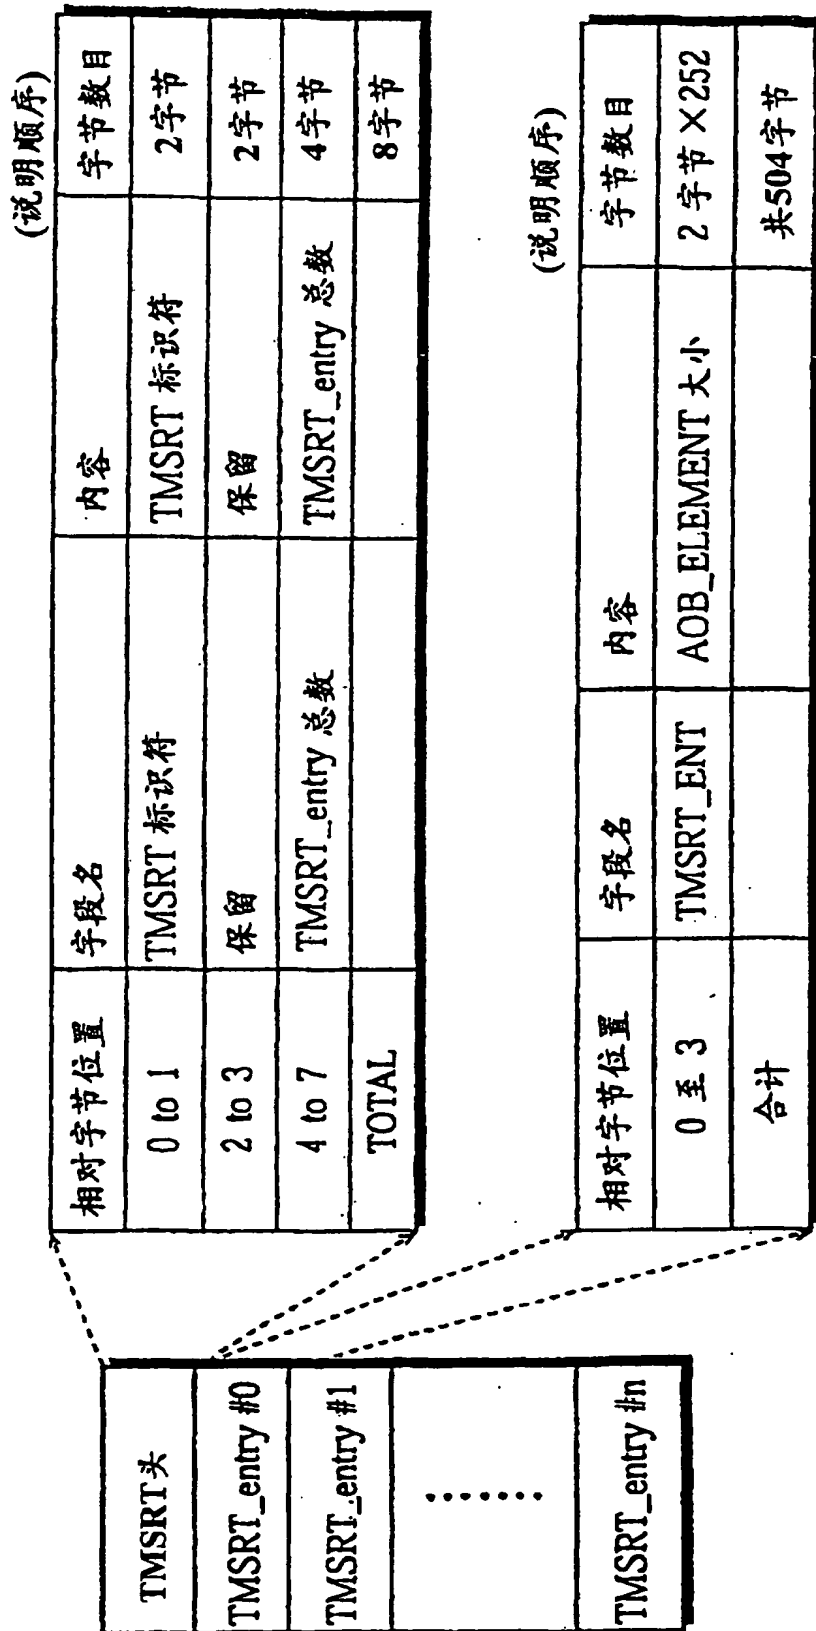 TMSRT头
TMSRT_entry #0
TMSRT_entry #1
.......
TMSRT_entry #n
(说明顺序)
相对字节位置 字段名 内容 字节数目
0 to 1 TMSRT 标识符 TMSRT 标识符 2字节
2 to 3 保留 保留 2字节
4 to 7 TMSRT_entry 总数 TMSRT_entry 总数 4字节
TOTAL 8字节
(说明顺序)
相对字节位置 字段名 内容 字节数目
0 至 3 TMSRT_ENT AOB_ELEMENT 大小 2 字节 ×252
合计 共504字节